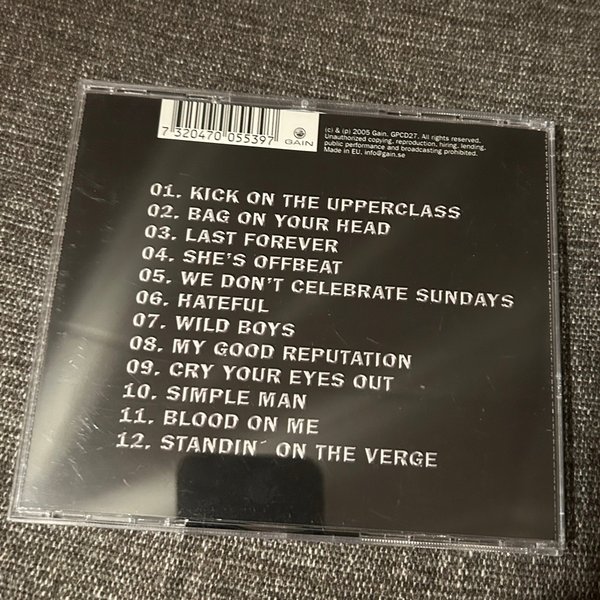 7 320470 055397
GAIN
(c) & (p) 2005 Gain. GPCD27. All rights reserved.
Unauthorized copying, reproduction, hiring, lending,
public performance and broadcasting prohibited.
Made in EU. info@gain.se
01. KICK ON THE UPPERCLASS
02. BAG ON YOUR HEAD
03. LAST FOREVER
04. SHE'S OFFBEAT
05. WE DON'T CELEBRATE SUNDAYS
06. HATEFUL
07. WILD BOYS
08. MY GOOD REPUTATION
09. CRY YOUR EYES OUT
10. SIMPLE MAN
11. BLOOD ON ME
12. STANDIN´ ON THE VERGE